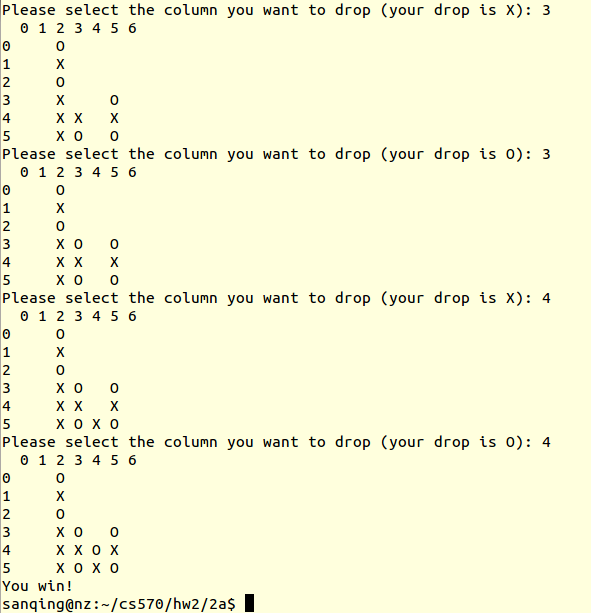 Please select the column you want to drop (your drop is X): 3
  0 1 2 3 4 5 6
0     O
1     X
2     O
3     X     O
4     X X   X
5     X O   O
Please select the column you want to drop (your drop is O): 3
  0 1 2 3 4 5 6
0     O
1     X
2     O
3     X O   O
4     X X   X
5     X O   O
Please select the column you want to drop (your drop is X): 4
  0 1 2 3 4 5 6
0     O
1     X
2     O
3     X O   O
4     X X   X
5     X O X O
Please select the column you want to drop (your drop is O): 4
  0 1 2 3 4 5 6
0     O
1     X
2     O
3     X O   O
4     X X O X
5     X O X O
You win!
sanqing@nz:~/cs570/hw2/2a$